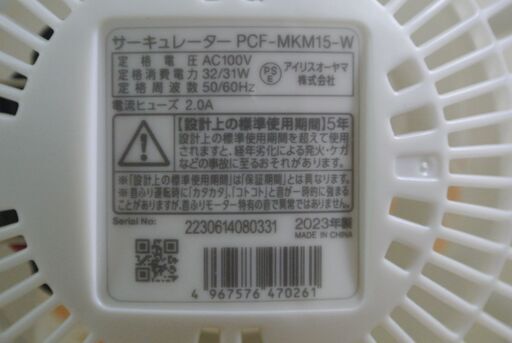 サーキュレーター PCF-MKM15-W
定格電圧 AC100V
定格消費電力 32/31W
定格周波数 50/60Hz
PS
E
アイリスオーヤマ
株式会社
電流ヒューズ 2.0A
【設計上の標準使用期間】5年
設計上の標準使用期間を超えて使用
されますと、経年劣化による発火・ケガ
などの事故に至るおそれがあります。
※「設計上の標準使用期間」は「保証期間」とは異なります。
※首ふり運転時に「カタカタ」、「コトコト」と音が一時的に強まる
ことがありますが、首ふりモーター特有の音で異常ではありません。
Serial No:
2230614080331
2023年製
MADE IN CHINA
4 967576 470261